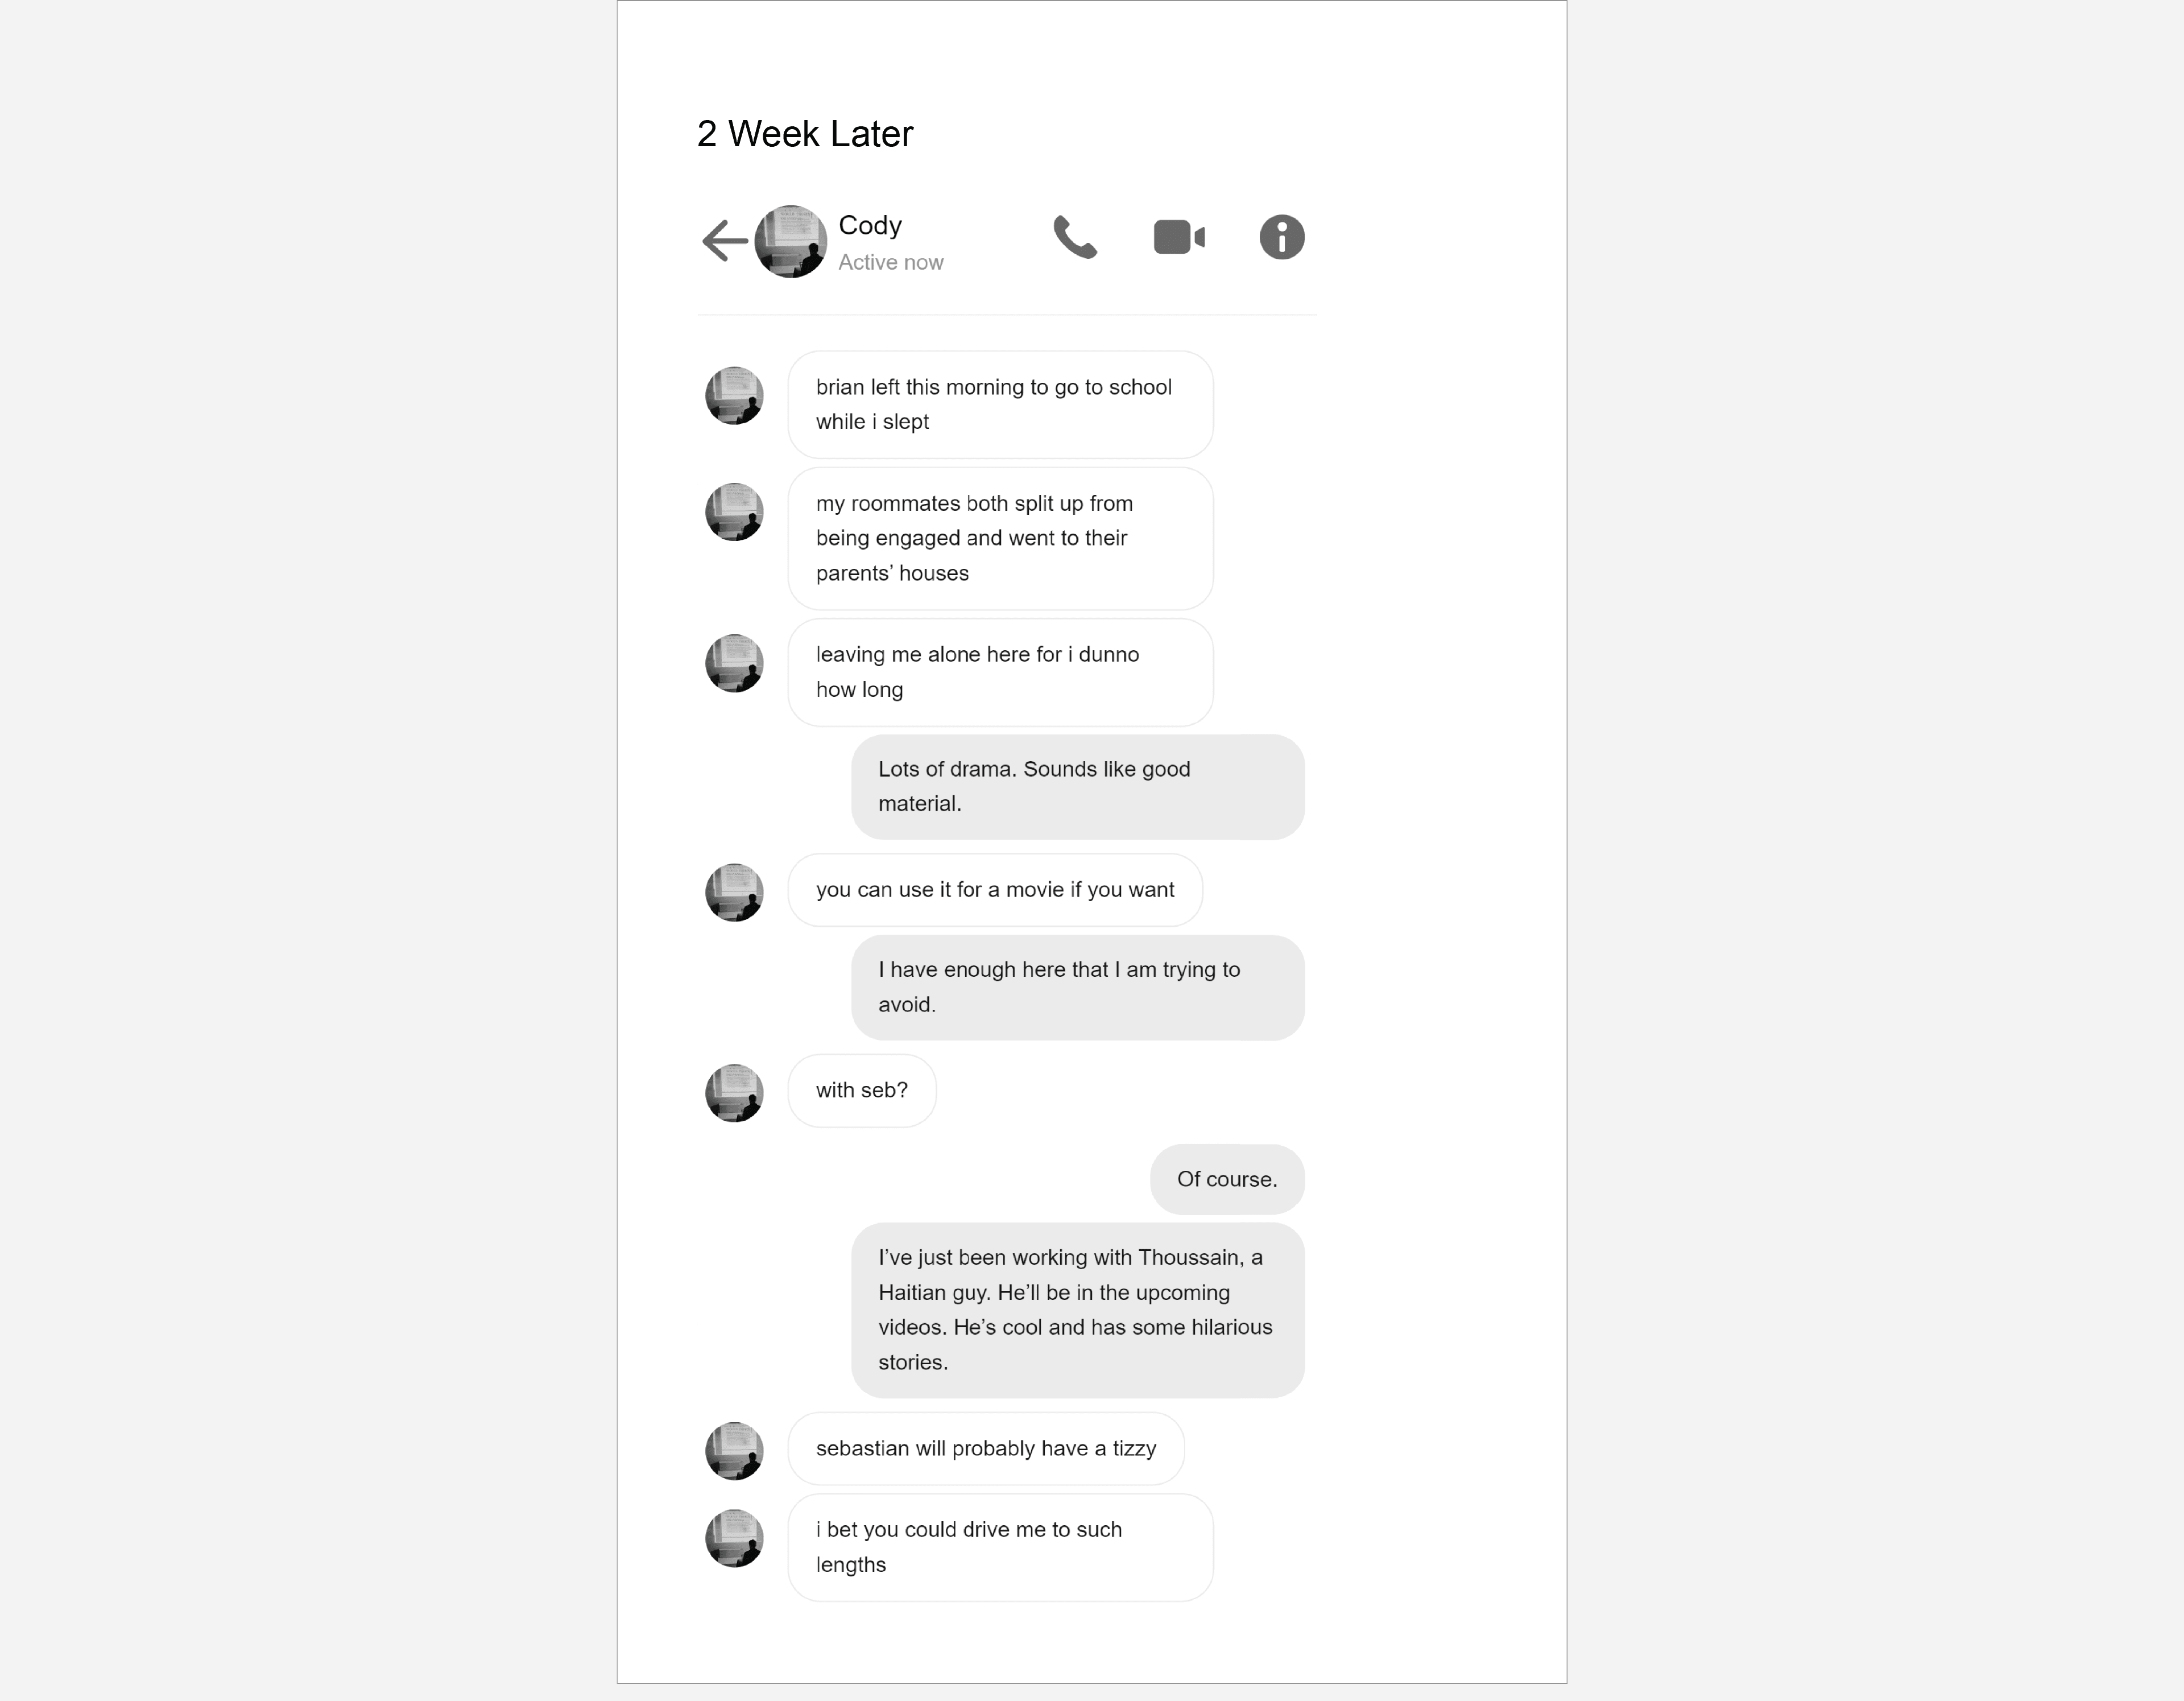 2 Week Later
Cody
Active now
brian left this morning to go to school
while i slept
my roommates both split up from
being engaged and went to their
parents’ houses
leaving me alone here for i dunno
how long
Lots of drama. Sounds like good
material.
you can use it for a movie if you want
I have enough here that I am trying to
avoid.
with seb?
Of course.
I’ve just been working with Thoussain, a
Haitian guy. He’ll be in the upcoming
videos. He’s cool and has some hilarious
stories.
sebastian will probably have a tizzy
i bet you could drive me to such
lengths